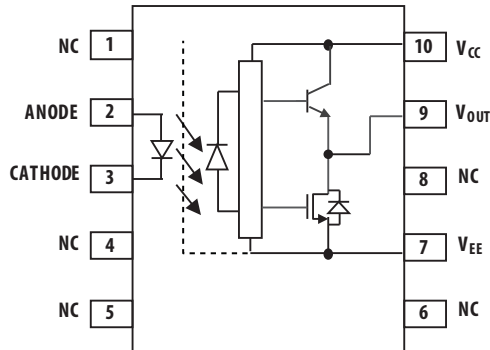 NC 1
ANODE 2
CATHODE 3
NC 4
NC 5
10 VCC
9 VOUT
8 NC
7 VEE
6 NC